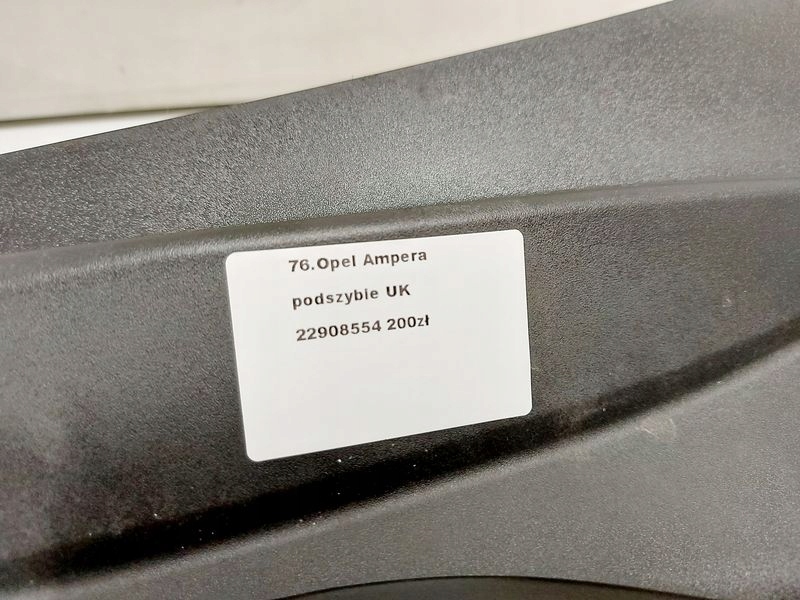 76.Opel Ampera
podszybie UK
22908554 200zł